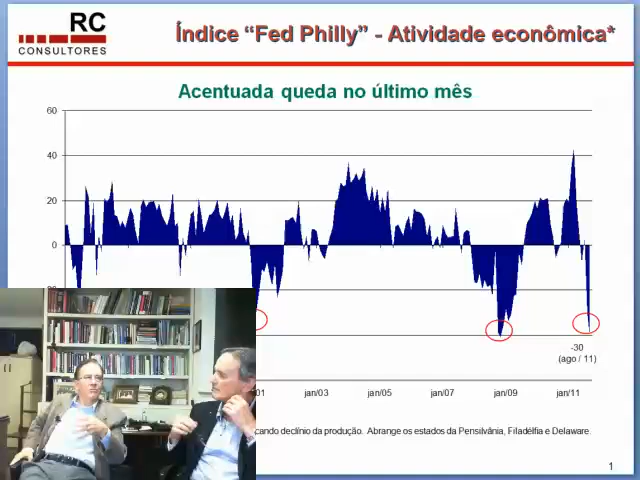 RC
CONSULTORES
Índice “Fed Philly” - Atividade econômica*
Acentuada queda no último mês
60
40
20
0
-30
(ago / 11)
01
jan/03
jan/05
jan/07
jan/09
jan/11
cando declínio da produção. Abrange os estados da Pensilvânia, Filadélfia e Delaware
1